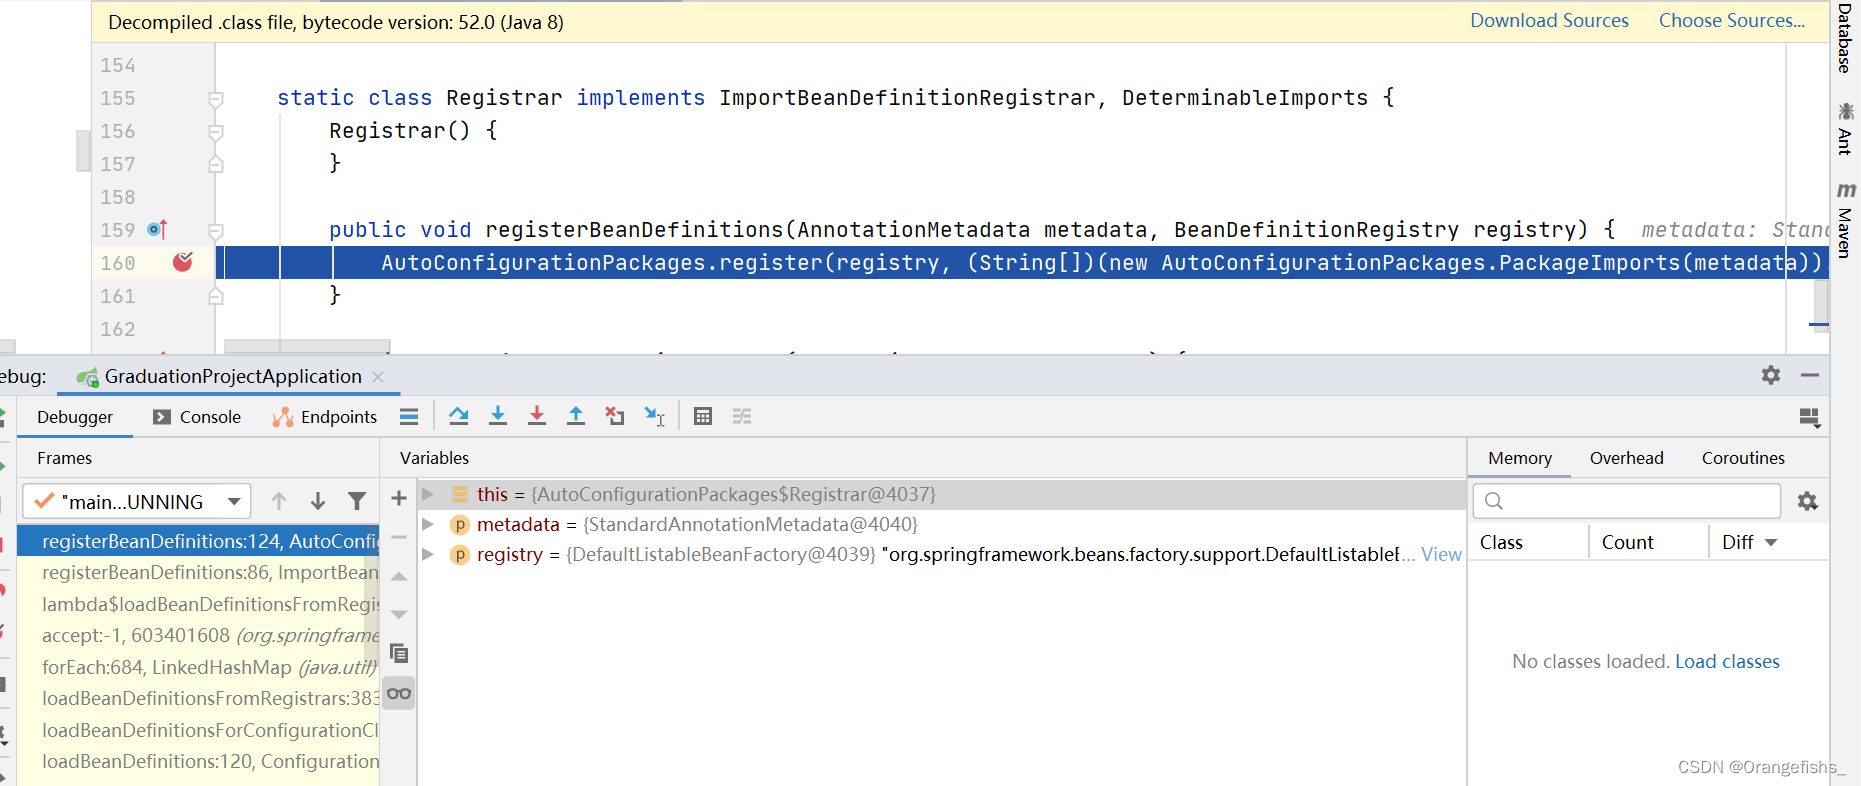 Decompiled .class file, bytecode version: 52.0 (Java 8)
Download Sources
Choose Sources...
154
155 static class Registrar implements ImportBeanDefinitionRegistrar, DeterminableImports {
156 Registrar() {
157 }
158
159 public void registerBeanDefinitions(AnnotationMetadata metadata, BeanDefinitionRegistry registry) { metadata: Stan
160 AutoConfigurationPackages.register(registry, (String[])(new AutoConfigurationPackages.PackageImports(metadata))
161 }
162
Database
Ant
Maven
ebug: GraduationProjectApplication
Debugger Console Endpoints
Frames
Variables
Memory Overhead Coroutines
"main...UNNING
registerBeanDefinitions:124, AutoConfi
registerBeanDefinitions:86, ImportBean
lambda$loadBeanDefinitionsFromRegis
accept:-1, 603401608 (org.springframe
forEach:684, LinkedHashMap (java.util)
loadBeanDefinitionsFromRegistrars:383
loadBeanDefinitionsForConfigurationCl
loadBeanDefinitions:120, Configuration
this = {AutoConfigurationPackages$Registrar@4037}
metadata = {StandardAnnotationMetadata@4040}
registry = {DefaultListableBeanFactory@4039} "org.springframework.beans.factory.support.DefaultListableB... View
Class Count Diff
No classes loaded. Load classes
CSDN @Orangefishs_